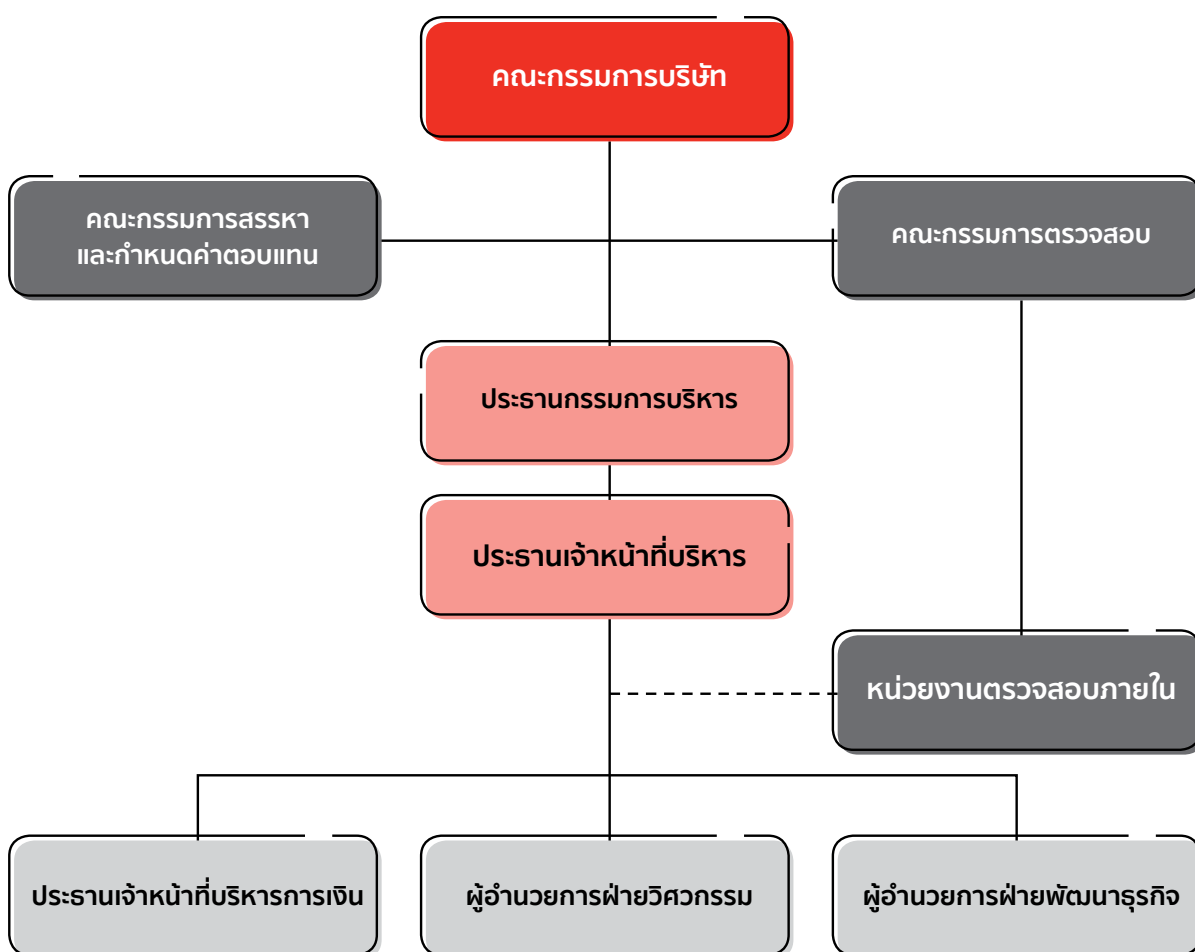 คณะกรรมการบริษัท
คณะกรรมการสรรหา
และกำหนดค่าตอบแทน
คณะกรรมการตรวจสอบ
ประธานกรรมการบริหาร
ประธานเจ้าหน้าที่บริหาร
หน่วยงานตรวจสอบภายใน
ประธานเจ้าหน้าที่บริหารการเงิน
ผู้อำนวยการฝ่ายวิศวกรรม
ผู้อำนวยการฝ่ายพัฒนาธุรกิจ